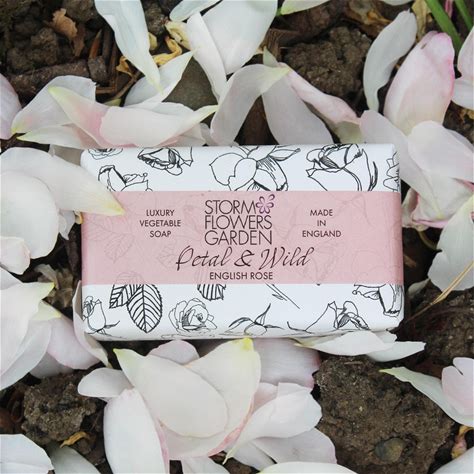 LUXURY
VEGETABLE
SOAP
STORM
FLOWERS
GARDEN
Petal & Wild
ENGLISH ROSE
MADE
IN
ENGLAND